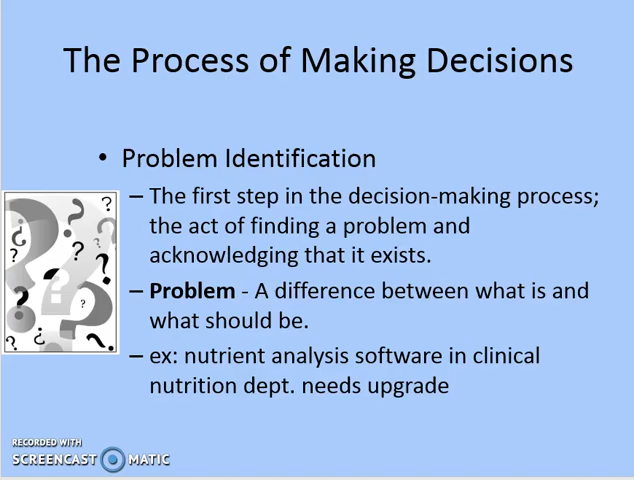 The Process of Making Decisions
• Problem Identification
– The first step in the decision-making process;
the act of finding a problem and
acknowledging that it exists.
– Problem - A difference between what is and
what should be.
– ex: nutrient analysis software in clinical
nutrition dept. needs upgrade
RECORDED WITH
SCREENCAST MATIC